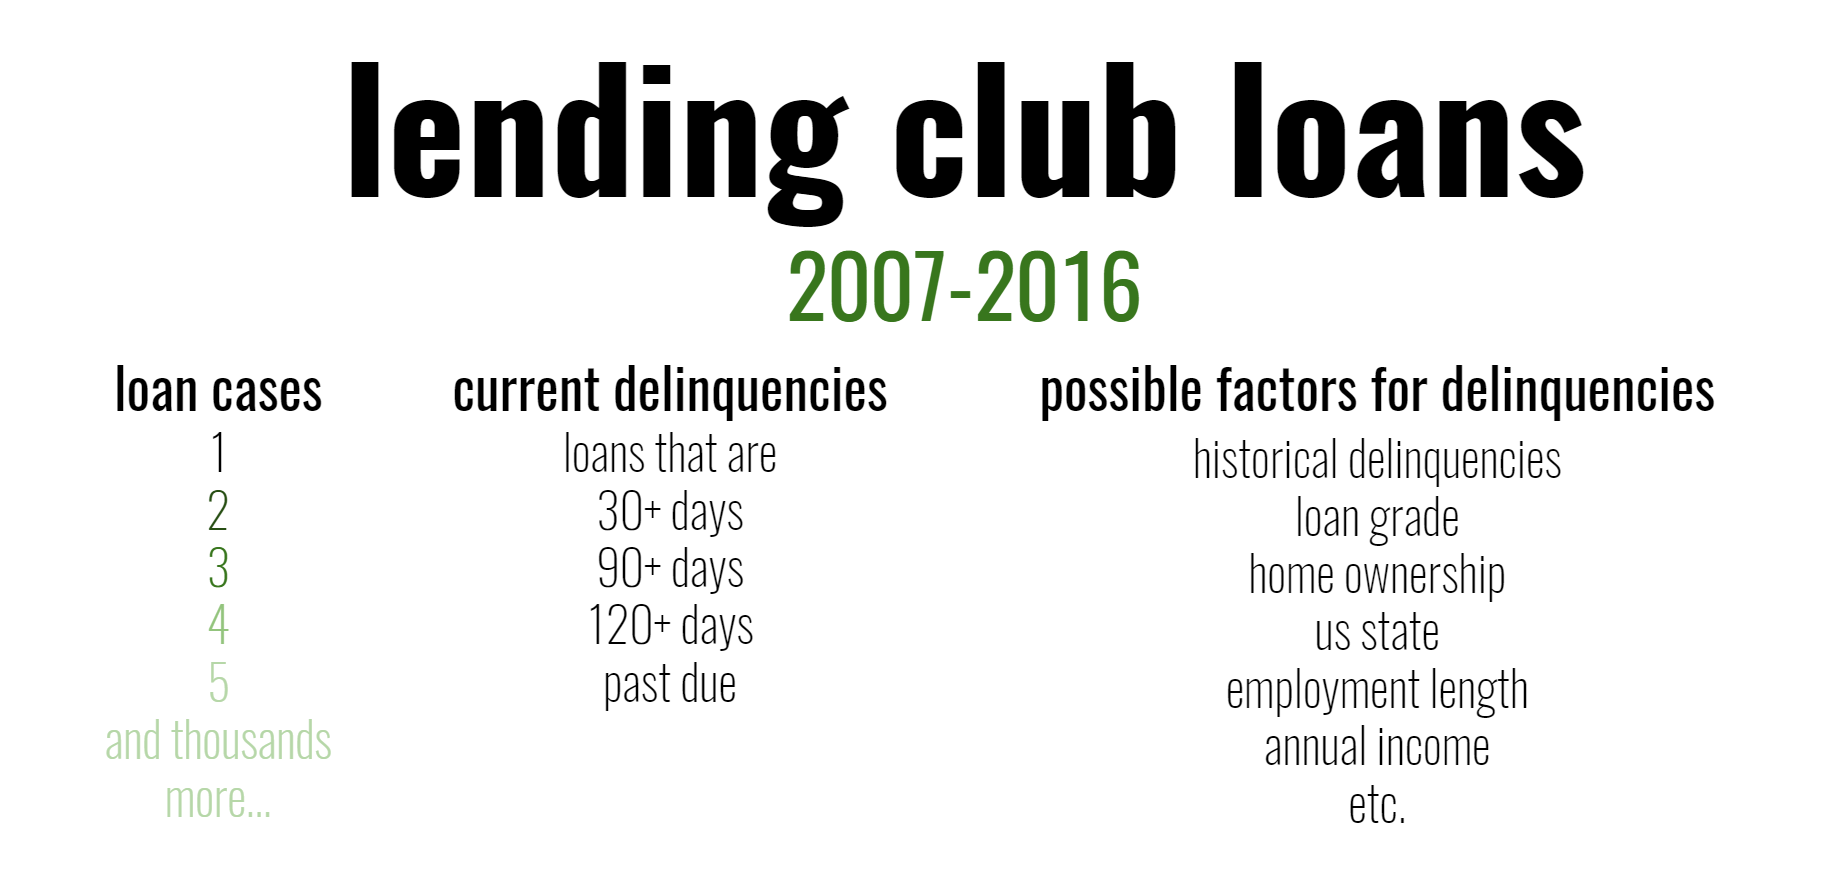 lending club loans
2007-2016
loan cases
1
2
3
4
5
and thousands
more...
current delinquencies
loans that are
30+ days
90+ days
120+ days
past due
possible factors for delinquencies
historical delinquencies
loan grade
home ownership
us state
employment length
annual income
etc.